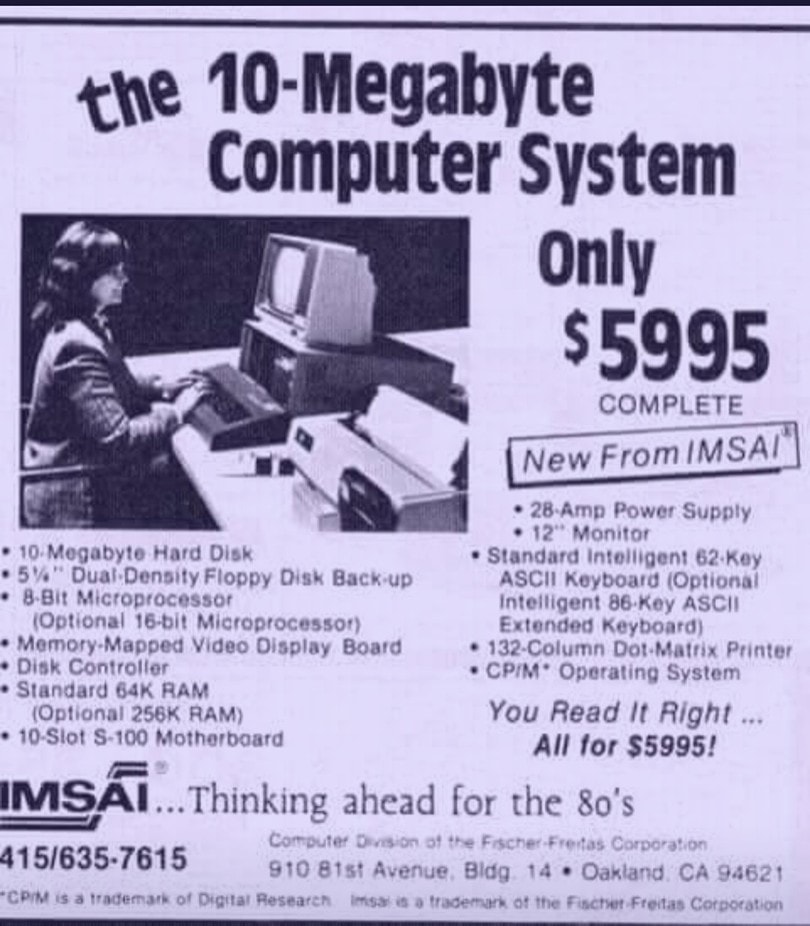 the 10-Megabyte
Computer System
Only
$5995
COMPLETE
New From IMSAI®
• 10-Megabyte Hard Disk
• 5¼" Dual-Density Floppy Disk Back-up
• 8-Bit Microprocessor
(Optional 16-bit Microprocessor)
• Memory-Mapped Video Display Board
• Disk Controller
• Standard 64K RAM
(Optional 256K RAM)
• 10-Slot S-100 Motherboard
• 28-Amp Power Supply
• 12" Monitor
• Standard Intelligent 62-Key
ASCII Keyboard (Optional
Intelligent 86-Key ASCII
Extended Keyboard)
• 132-Column Dot-Matrix Printer
• CP/M* Operating System
You Read It Right ...
All for $5995!
IMSAI® ...Thinking ahead for the 80's
415/635-7615
Computer Division of the Fischer-Freitas Corporation
910 81st Avenue, Bldg. 14 • Oakland, CA 94621
*CP/M is a trademark of Digital Research. Imsai is a trademark of the Fischer-Freitas Corporation